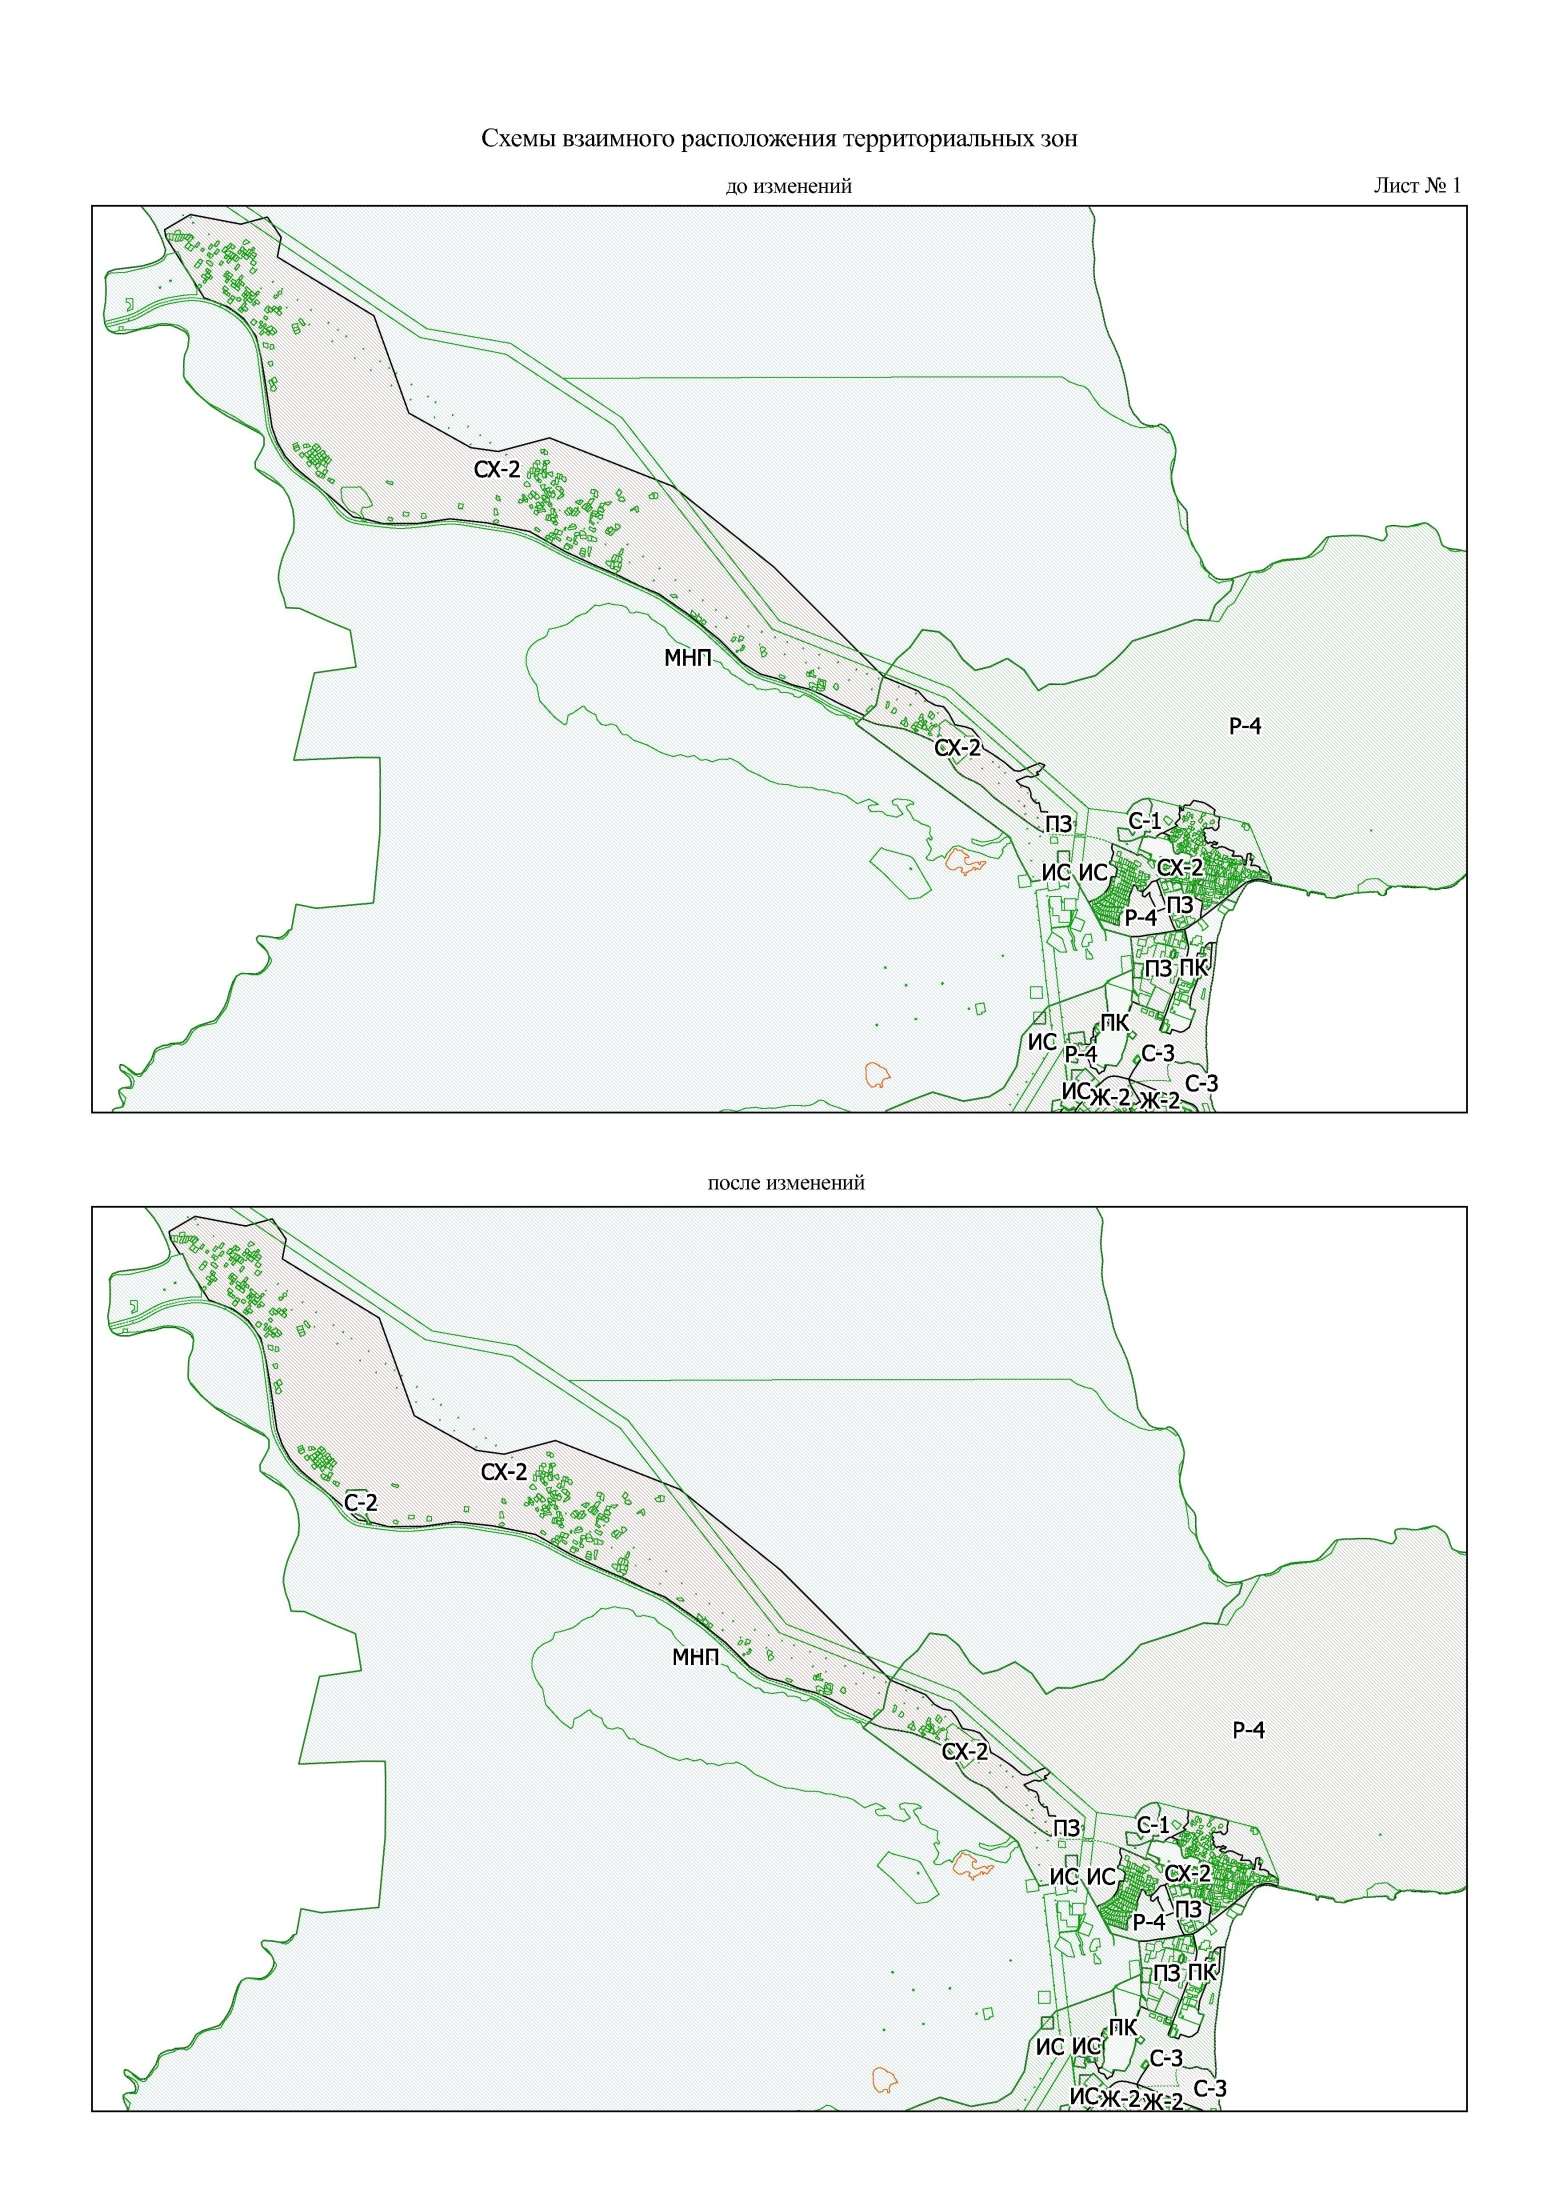 Схемы взаимного расположения территориальных зон
до изменений
Лист № 1
СХ-2
МНП
Р-4
СХ-2
ПЗ
С-1
ИС
ИС
СХ-2
Р-4
ПЗ
ПЗ
ПК
ПК
ИС
Р-4
С-3
С-3
ИС
Ж-2
Ж-2
после изменений
СХ-2
С-2
МНП
Р-4
СХ-2
ПЗ
С-1
ИС
ИС
СХ-2
Р-4
ПЗ
ПЗ
ПК
ПК
ИС
ИС
С-3
С-3
ИС
Ж-2
Ж-2